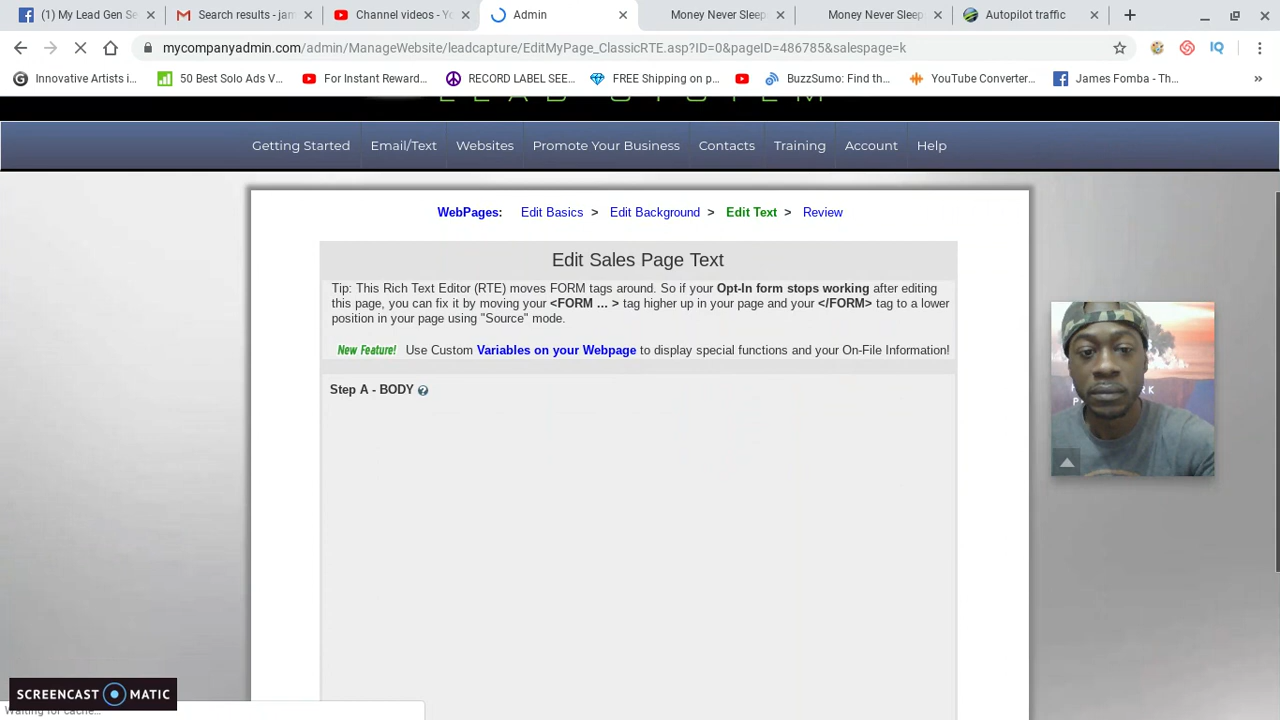 (1) My Lead Gen Se
Search results - jam
Channel videos - Yo
Admin
Money Never Sleep
Money Never Sleep
Autopilot traffic
mycompanyadmin.com/admin/ManageWebsite/leadcapture/EditMyPage_ClassicRTE.asp?ID=0&pageID=486785&salespage=k
Innovative Artists i...
50 Best Solo Ads V...
For Instant Reward...
RECORD LABEL SEE...
FREE Shipping on p...
BuzzSumo: Find th...
YouTube Converter...
James Fomba - Th...
LEAD SYSTEM
Getting Started
Email/Text
Websites
Promote Your Business
Contacts
Training
Account
Help
WebPages: Edit Basics > Edit Background > Edit Text > Review
Edit Sales Page Text
Tip: This Rich Text Editor (RTE) moves FORM tags around. So if your Opt-In form stops working after editing
this page, you can fix it by moving your <FORM ... > tag higher up in your page and your </FORM> tag to a lower
position in your page using "Source" mode.
New Feature! Use Custom Variables on your Webpage to display special functions and your On-File Information!
Step A - BODY
SCREENCAST MATIC
Waiting for cache...